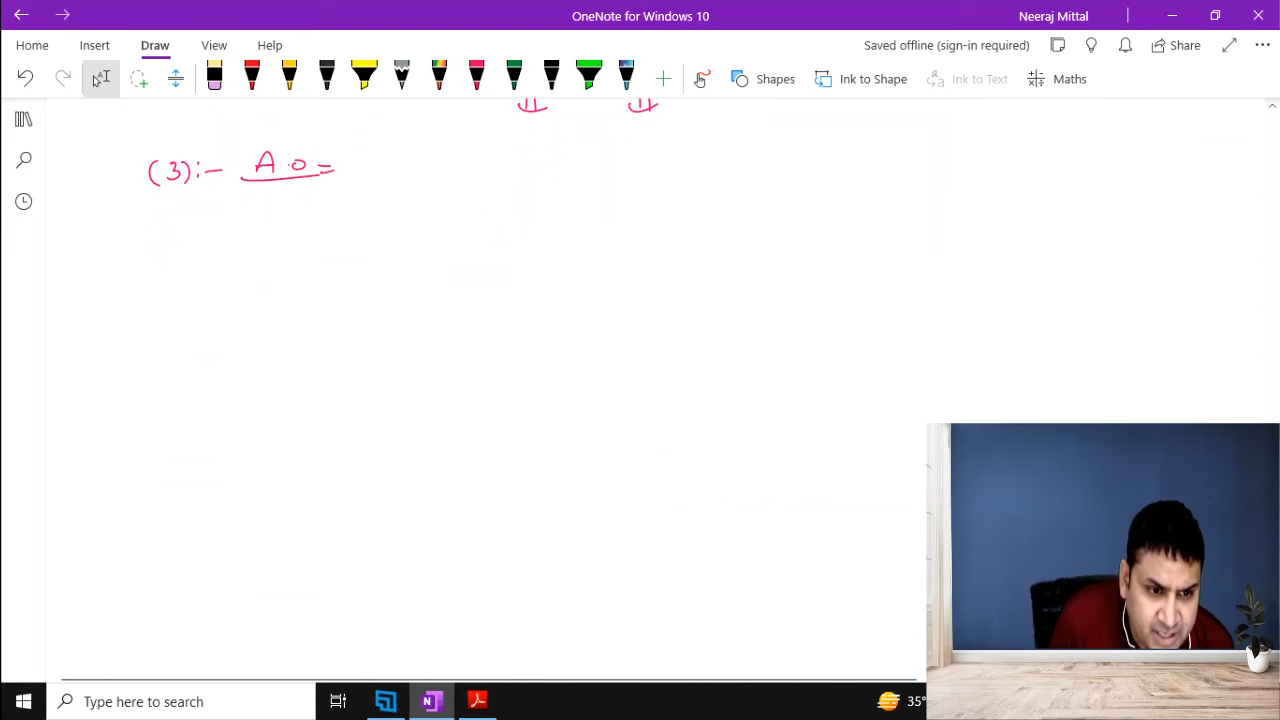 OneNote for Windows 10
Neeraj Mittal
Home Insert Draw View Help
Saved offline (sign-in required)
Share
Shapes
Ink to Shape
Ink to Text
Maths
(3):- A.0=
Type here to search
35°